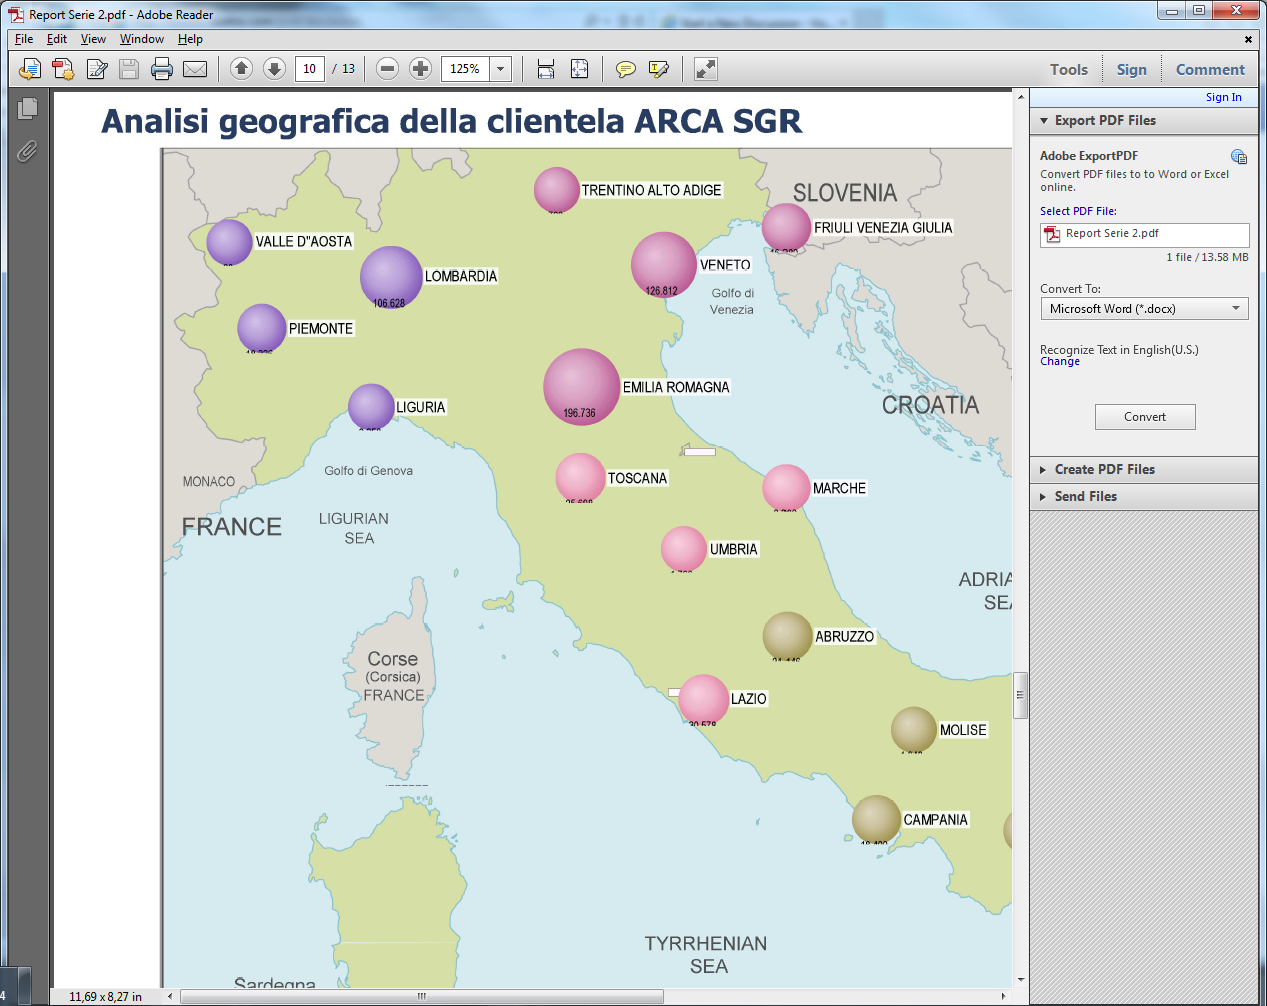 Report Serie 2.pdf - Adobe Reader
File Edit View Window Help
10 / 13 125% Tools Sign Comment
Sign In
Analisi geografica della clientela ARCA SGR
TRENTINO ALTO ADIGE
SLOVENIA
FRIULI VENEZIA GIULIA
VALLE D"AOSTA
VENETO
126.812
LOMBARDIA
106.628
Golfo di
Venezia
PIEMONTE
EMILIA ROMAGNA
196.736
LIGURIA
CROATIA
Golfo di Genova
TOSCANA
MONACO
MARCHE
FRANCE
LIGURIAN
SEA
UMBRIA
ADRIA
SEA
ABRUZZO
Corse
(Corsica)
FRANCE
LAZIO
MOLISE
CAMPANIA
TYRRHENIAN
SEA
Sardegna
Export PDF Files
Adobe ExportPDF
Convert PDF files to to Word or Excel
online.
Select PDF File:
Report Serie 2.pdf
1 file / 13.58 MB
Convert To:
Microsoft Word (*.docx)
Recognize Text in English(U.S.)
Change
Convert
Create PDF Files
Send Files
4
11,69 x 8,27 in